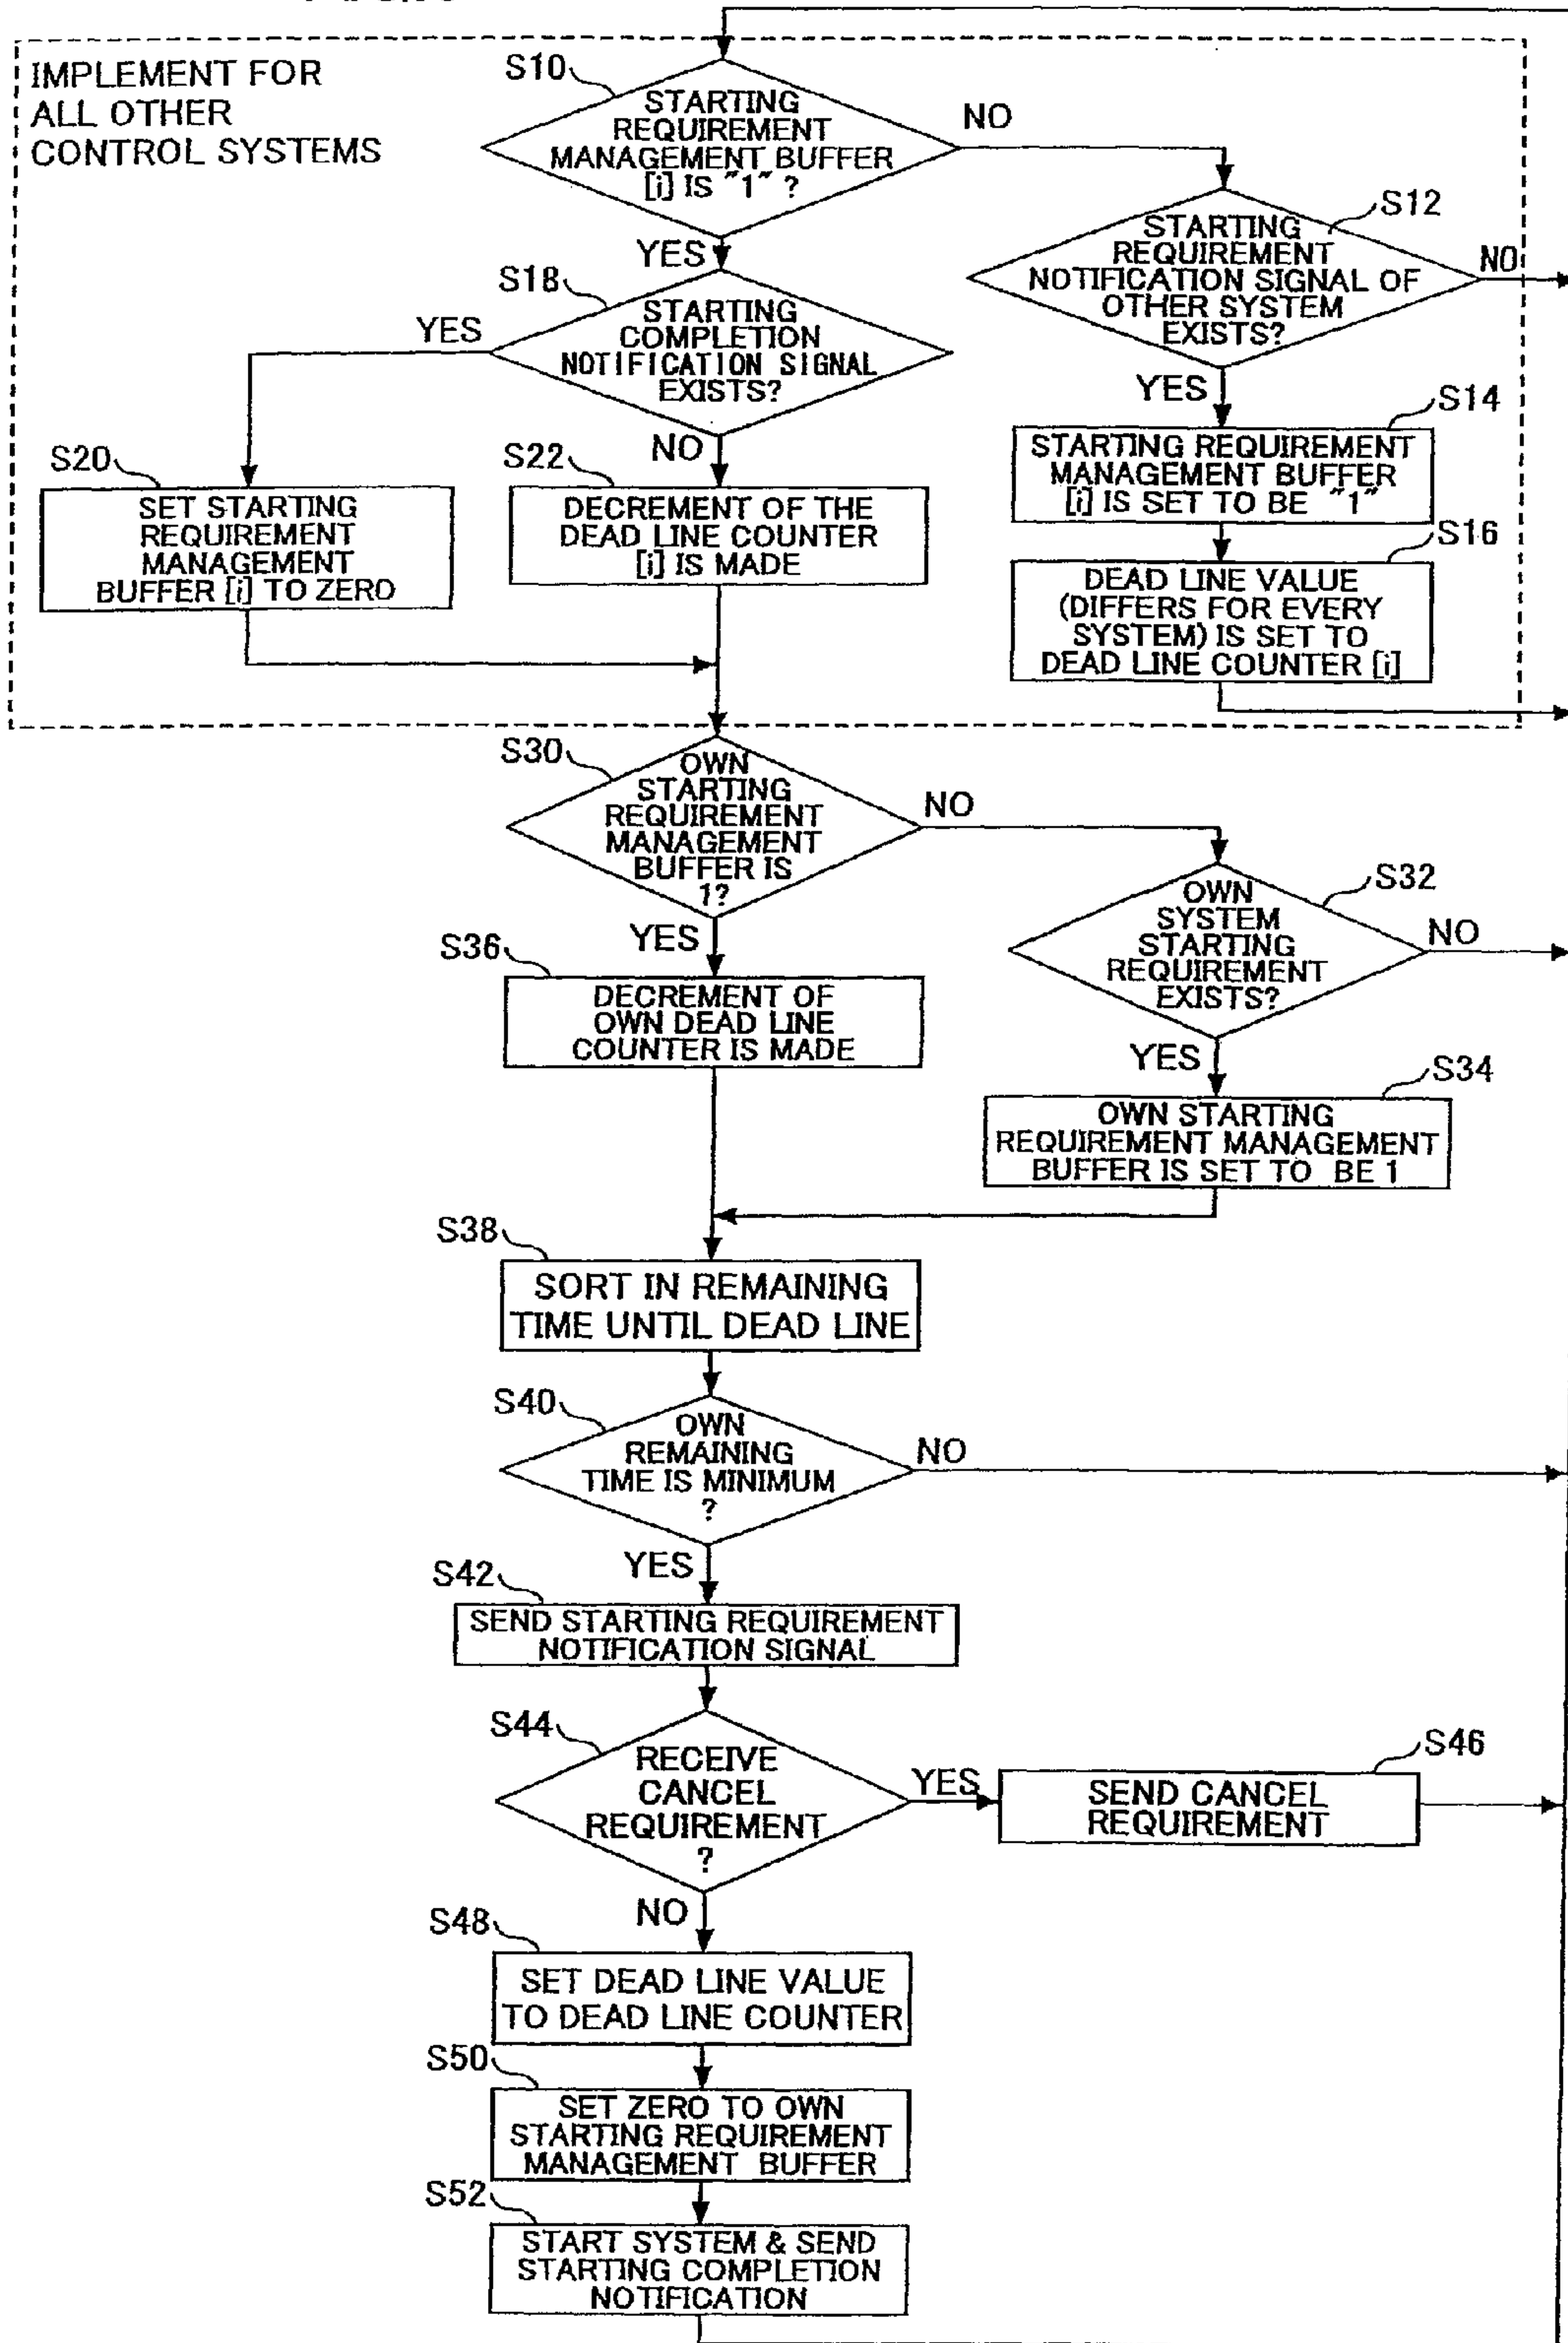 IMPLEMENT FOR
ALL OTHER
CONTROL SYSTEMS
S10
STARTING
REQUIREMENT
MANAGEMENT BUFFER
[i] IS "1" ?
NO
YES
S12
STARTING
REQUIREMENT
NOTIFICATION SIGNAL OF
OTHER SYSTEM
EXISTS?
NO
YES
S18
STARTING
COMPLETION
NOTIFICATION SIGNAL
EXISTS?
YES
NO
S14
STARTING REQUIREMENT
MANAGEMENT BUFFER
[i] IS SET TO BE "1"
S20
SET STARTING
REQUIREMENT
MANAGEMENT
BUFFER [i] TO ZERO
S22
DECREMENT OF THE
DEAD LINE COUNTER
[i] IS MADE
S16
DEAD LINE VALUE
(DIFFERS FOR EVERY
SYSTEM) IS SET TO
DEAD LINE COUNTER [i]
S30
OWN
STARTING
REQUIREMENT
MANAGEMENT
BUFFER IS
1?
NO
YES
S32
OWN
SYSTEM
STARTING
REQUIREMENT
EXISTS?
NO
YES
S36
DECREMENT OF
OWN DEAD LINE
COUNTER IS MADE
S34
OWN STARTING
REQUIREMENT MANAGEMENT
BUFFER IS SET TO BE 1
S38
SORT IN REMAINING
TIME UNTIL DEAD LINE
S40
OWN
REMAINING
TIME IS MINIMUM
?
NO
YES
S42
SEND STARTING REQUIREMENT
NOTIFICATION SIGNAL
S44
RECEIVE
CANCEL
REQUIREMENT
?
YES
S46
SEND CANCEL
REQUIREMENT
NO
S48
SET DEAD LINE VALUE
TO DEAD LINE COUNTER
S50
SET ZERO TO OWN
STARTING REQUIREMENT
MANAGEMENT BUFFER
S52
START SYSTEM & SEND
STARTING COMPLETION
NOTIFICATION